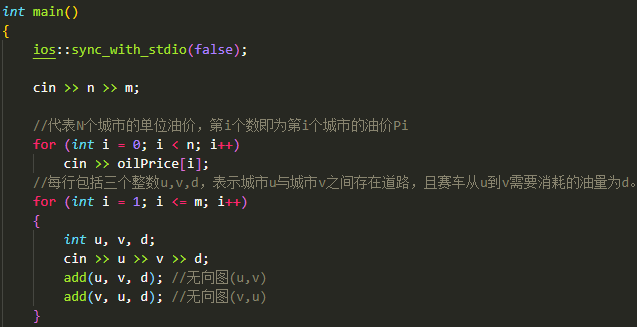 int main()
{
ios::sync_with_stdio(false);
cin >> n >> m;
//代表N个城市的单位油价，第i个数即为第i个城市的油价Pi
for (int i = 0; i < n; i++)
cin >> oilPrice[i];
//每行包括三个整数u,v,d，表示城市u与城市v之间存在道路，且赛车从u到v需要消耗的油量为d。
for (int i = 1; i <= m; i++)
{
int u, v, d;
cin >> u >> v >> d;
add(u, v, d); //无向图(u,v)
add(v, u, d); //无向图(v,u)
}